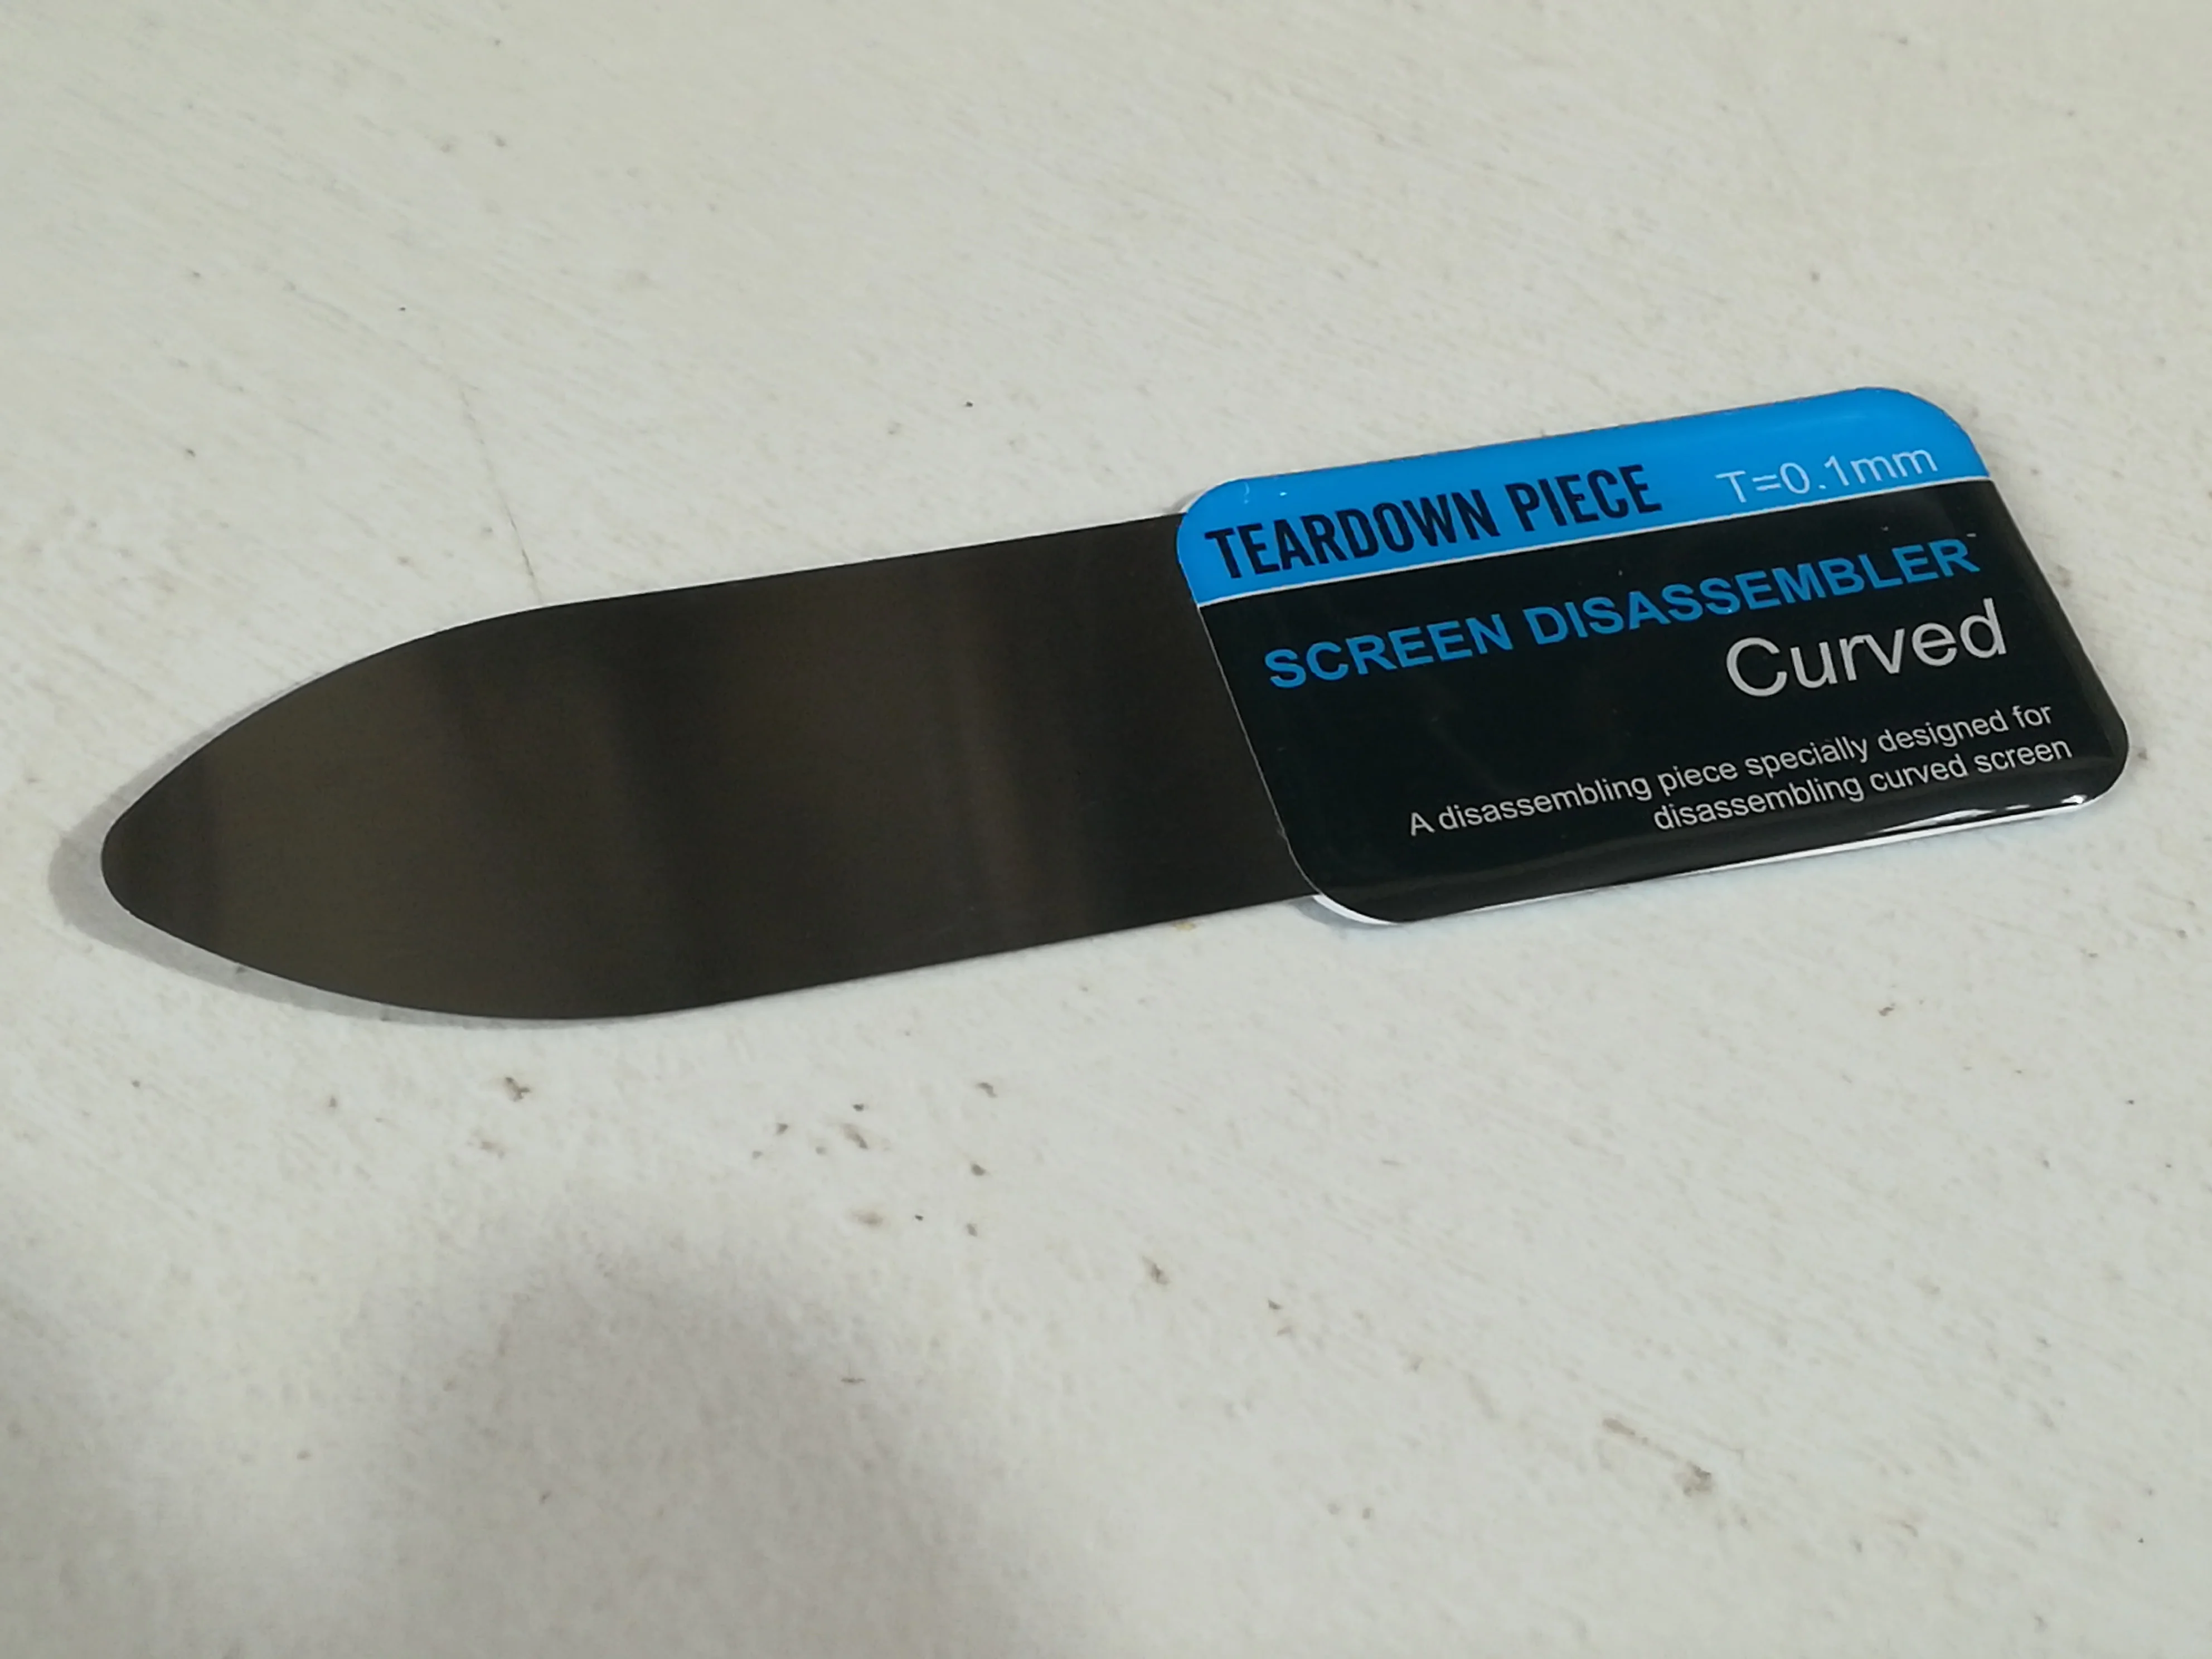 TEARDOWN PIECE T=0.1mm
SCREEN DISASSEMBLER
Curved
A disassembling piece specially designed for
disassembling curved screen